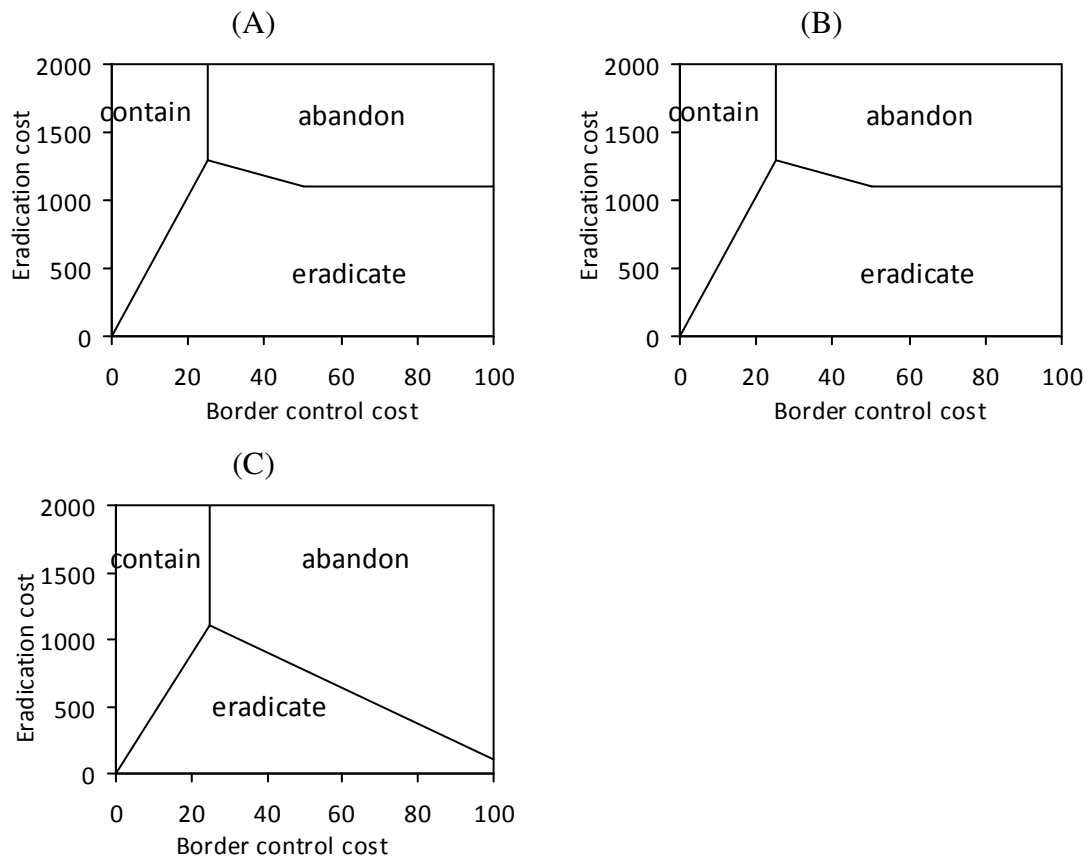 (A)
Eradication cost
2000
1500
1000
500
0
contain
abandon
eradicate
0 20 40 60 80 100
Border control cost
(B)
Eradication cost
2000
1500
1000
500
0
contain
abandon
eradicate
0 20 40 60 80 100
Border control cost
(C)
Eradication cost
2000
1500
1000
500
0
contain
abandon
eradicate
0 20 40 60 80 100
Border control cost